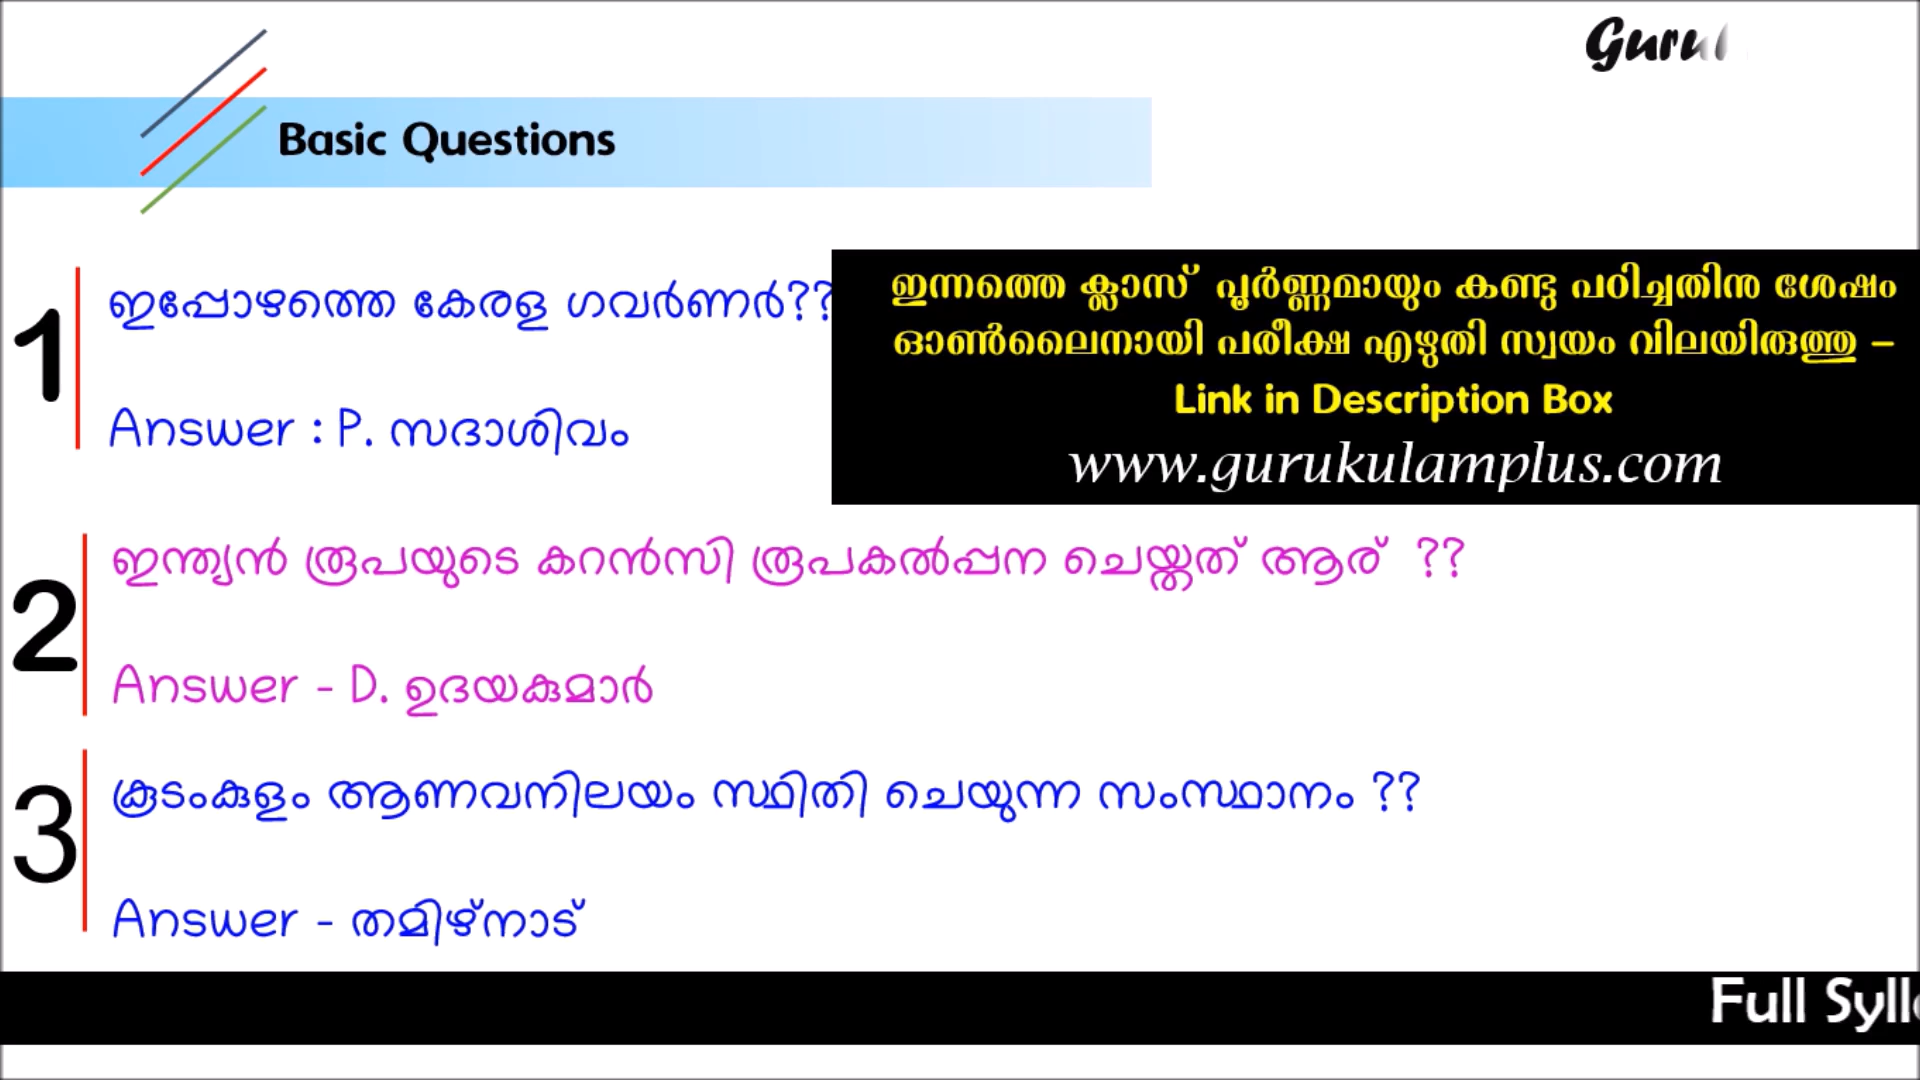 Basic Questions
1
ഇപ്പോഴത്തെ കേരള ഗവർണർ??
Answer : P. സദാശിവം
ഇന്നത്തെ ക്ലാസ് പൂർണ്ണമായും കണ്ടു പഠിച്ചതിനു ശേഷം
ഓൺലൈനായി പരീക്ഷ എഴുതി സ്വയം വിലയിരുത്തു –
Link in Description Box
www.gurukulamplus.com
2
ഇന്ത്യൻ രൂപയുടെ കറൻസി രൂപകൽപ്പന ചെയ്തത് ആര് ??
Answer - D. ഉദയകുമാർ
3
കൂടംകുളം ആണവനിലയം സ്ഥിതി ചെയുന്ന സംസ്ഥാനം ??
Answer - തമിഴ്നാട്
Full